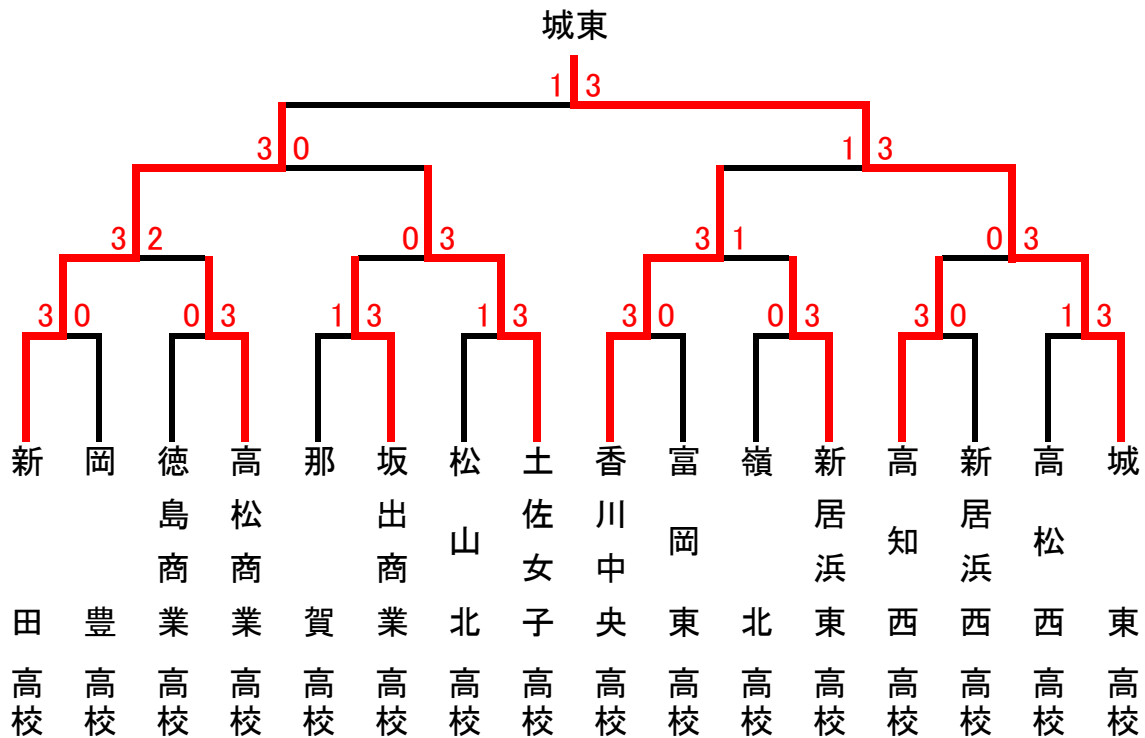 城東
1 3
3 0
1 3
3 2
0 3
3 1
0 3
3 0
0 3
1 3
1 3
3 0
0 3
3 0
1 3
新田高校
岡豊高校
徳島商業高校
高松商業高校
那賀高校
坂出商業高校
松山北高校
土佐女子高校
香川中央高校
富岡東高校
嶺北高校
新居浜東高校
高知西高校
新居浜西高校
高松西高校
城東高校